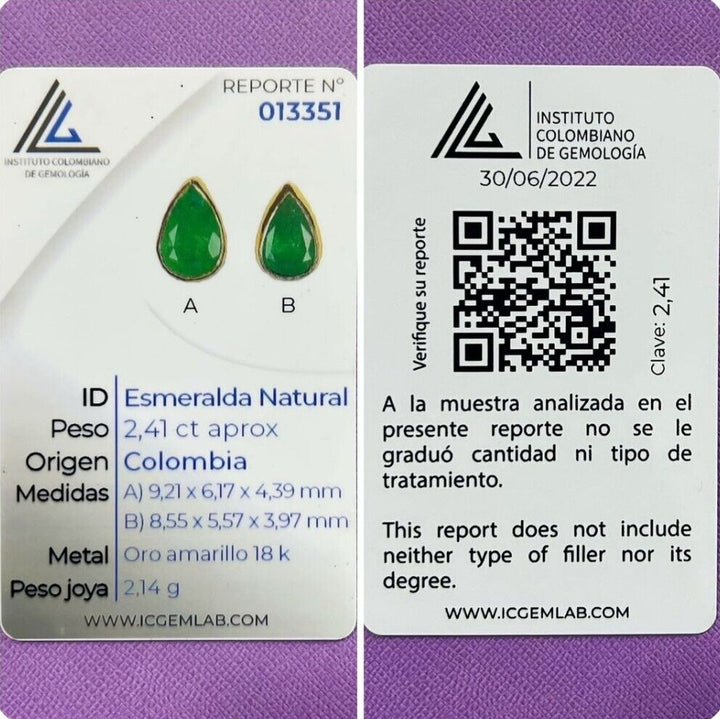 INSTITUTO COLOMBIANO
DE GEMOLOGÍA
REPORTE N°
013351
A
B
ID Esmeralda Natural
Peso 2,41 ct aprox
Origen Colombia
Medidas A) 9,21 x 6,17 x 4,39 mm
B) 8,55 x 5,57 x 3,97 mm
Metal Oro amarillo 18 k
Peso joya 2,14 g
WWW.ICGEMLAB.COM
INSTITUTO
COLOMBIANO
DE GEMOLOGÍA
30/06/2022
Verifique su reporte
Clave: 2,41
A la muestra analizada en el
presente reporte no se le
graduó cantidad ni tipo de
tratamiento.
This report does not include
neither type of filler nor its
degree.
WWW.ICGEMLAB.COM